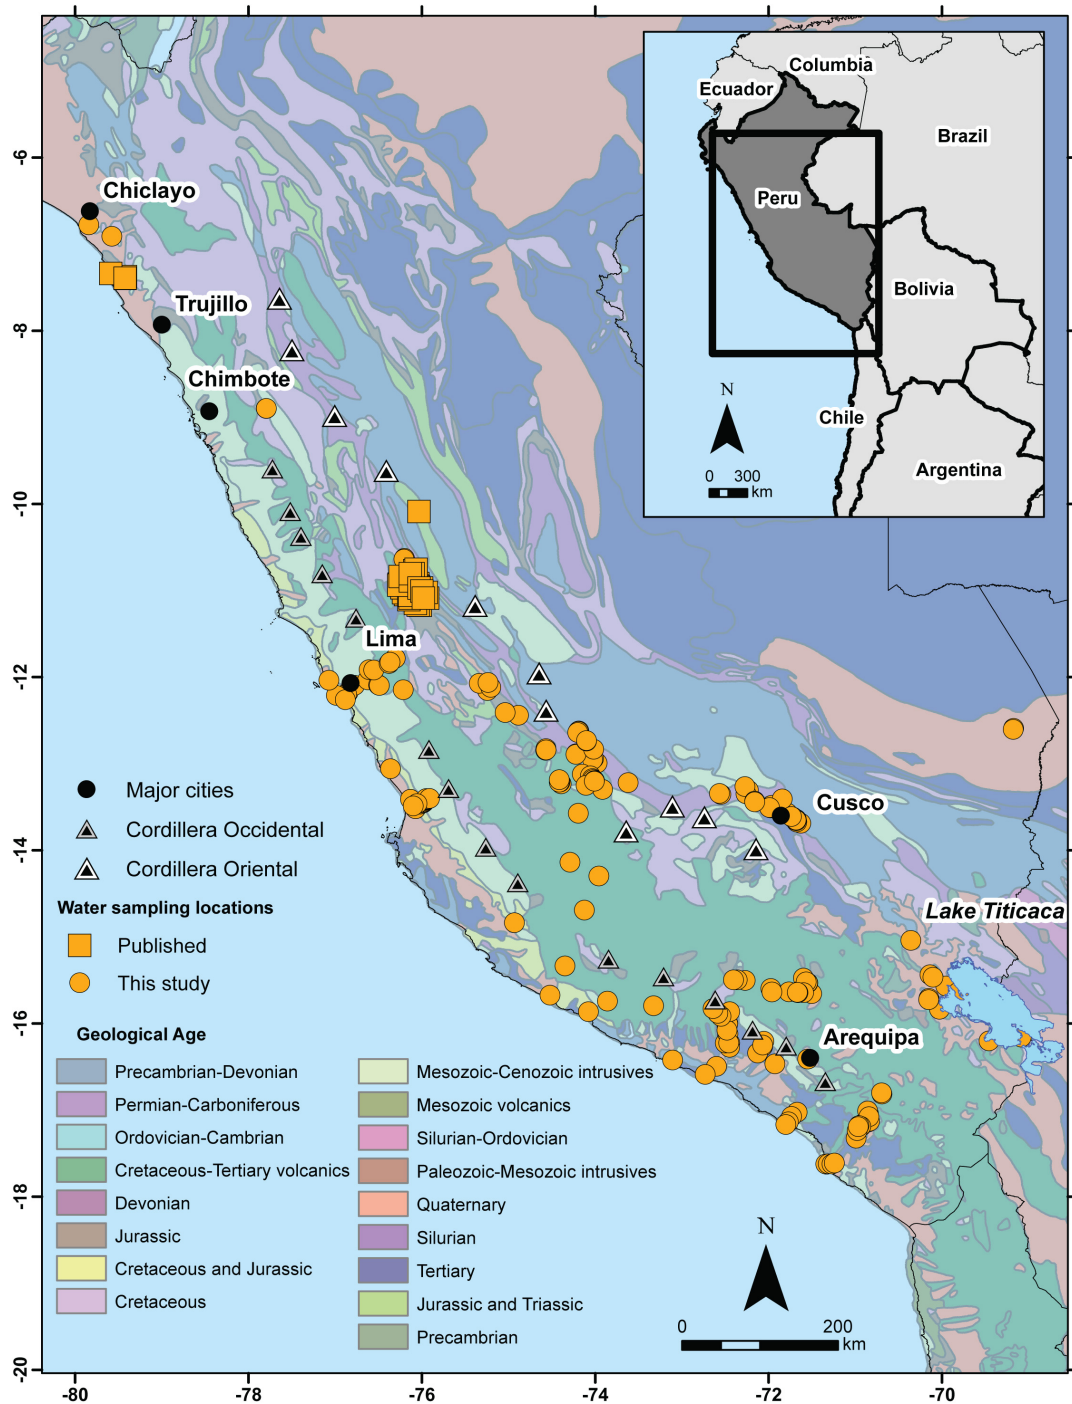 Columbia
Ecuador
Brazil
Peru
Bolivia
N
Chile
0 300
km
Argentina
-6
Chiclayo
-8
Trujillo
Chimbote
-10
Lima
-12
Major cities
Cordillera Occidental
Cusco
-14
Cordillera Oriental
Water sampling locations
Lake Titicaca
Published
This study
-16
Arequipa
Geological Age
Precambrian-Devonian
Permian-Carboniferous
Ordovician-Cambrian
Cretaceous-Tertiary volcanics
Devonian
Jurassic
Cretaceous and Jurassic
Cretaceous
Mesozoic-Cenozoic intrusives
Mesozoic volcanics
Silurian-Ordovician
Paleozoic-Mesozoic intrusives
Quaternary
Silurian
Tertiary
Jurassic and Triassic
Precambrian
-18
N
0 200
km
-20
-80 -78 -76 -74 -72 -70